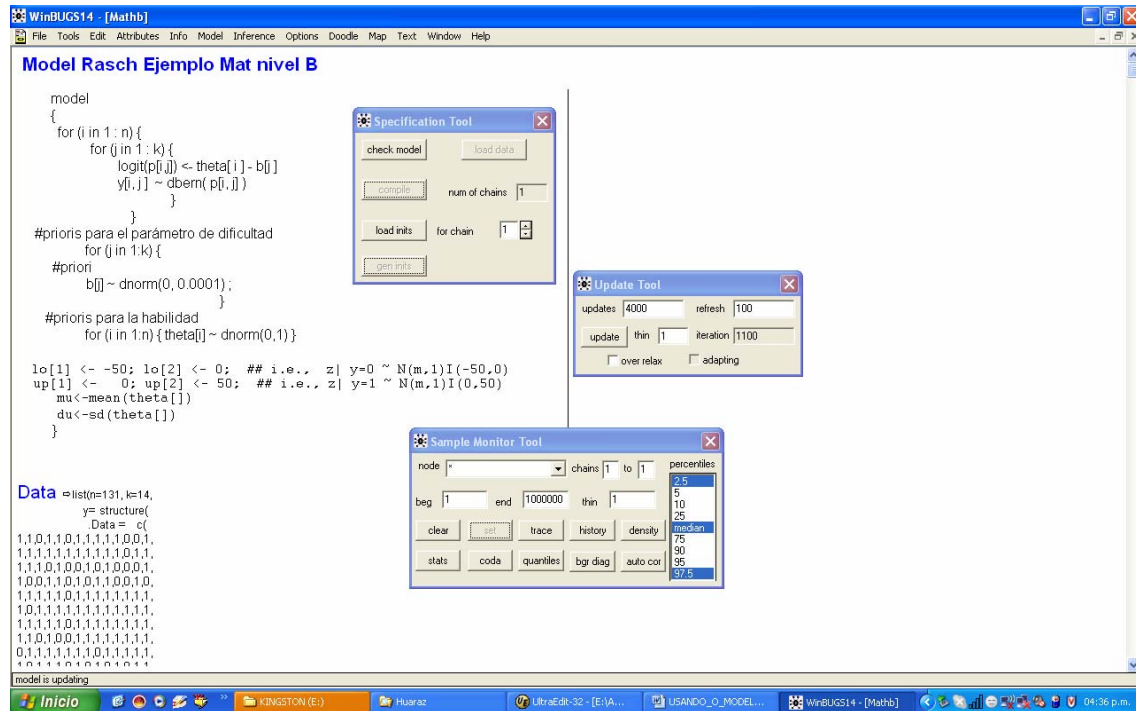 WinBUGS14 - [Mathb]
File Tools Edit Attributes Info Model Inference Options Doodle Map Text Window Help
Model Rasch Ejemplo Mat nivel B
model
{
for (i in 1 : n) {
for (j in 1 : k) {
logit(p[i,j]) <- theta[ i ] - b[j ]
y[i, j ] ~ dbern( p[i, j] )
}
}
#prioris para el parámetro de dificultad
for (j in 1:k) {
#priori
b[j] ~ dnorm(0, 0.0001) ;
}
#prioris para la habilidad
for (i in 1:n) { theta[i] ~ dnorm(0,1) }
lo[1] <- -50; lo[2] <- 0; ## i.e., z| y=0 ~ N(m,1)I(-50,0)
up[1] <- 0; up[2] <- 50; ## i.e., z| y=1 ~ N(m,1)I(0,50)
mu<-mean(theta[])
du<-sd(theta[])
}
Data ⇨list(n=131, k=14,
y= structure(
.Data = c(
1,1,0,1,1,0,1,1,1,1,1,0,0,1,
1,1,1,1,1,1,1,1,1,1,1,0,1,1,
1,1,1,0,1,0,0,1,0,1,0,0,0,1,
1,0,0,1,1,0,1,0,1,1,0,0,1,0,
1,1,1,1,1,0,1,1,1,1,1,1,1,1,
1,0,1,1,1,1,1,1,1,1,1,1,1,1,
1,1,1,1,1,1,0,1,1,1,1,1,1,1,
1,1,0,1,0,0,1,1,1,1,1,1,1,1,
0,1,1,1,1,1,1,1,0,1,1,1,1,1,
Specification Tool
check model load data
compile num of chains 1
load inits for chain 1
gen inits
Update Tool
updates 4000 refresh 100
update thin 1 iteration 1100
over relax adapting
Sample Monitor Tool
node * chains 1 to 1 percentiles
beg 1 end 1000000 thin 1
clear set trace history density
stats coda quantiles bgr diag auto cor
2.5
5
10
25
median
75
90
95
97.5
model is updating
Inicio KINGSTON (E:) Huaraz UltraEdit-32 - [E:\A... USANDO_O_MODEL... WinBUGS14 - [Mathb] 04:36 p.m.